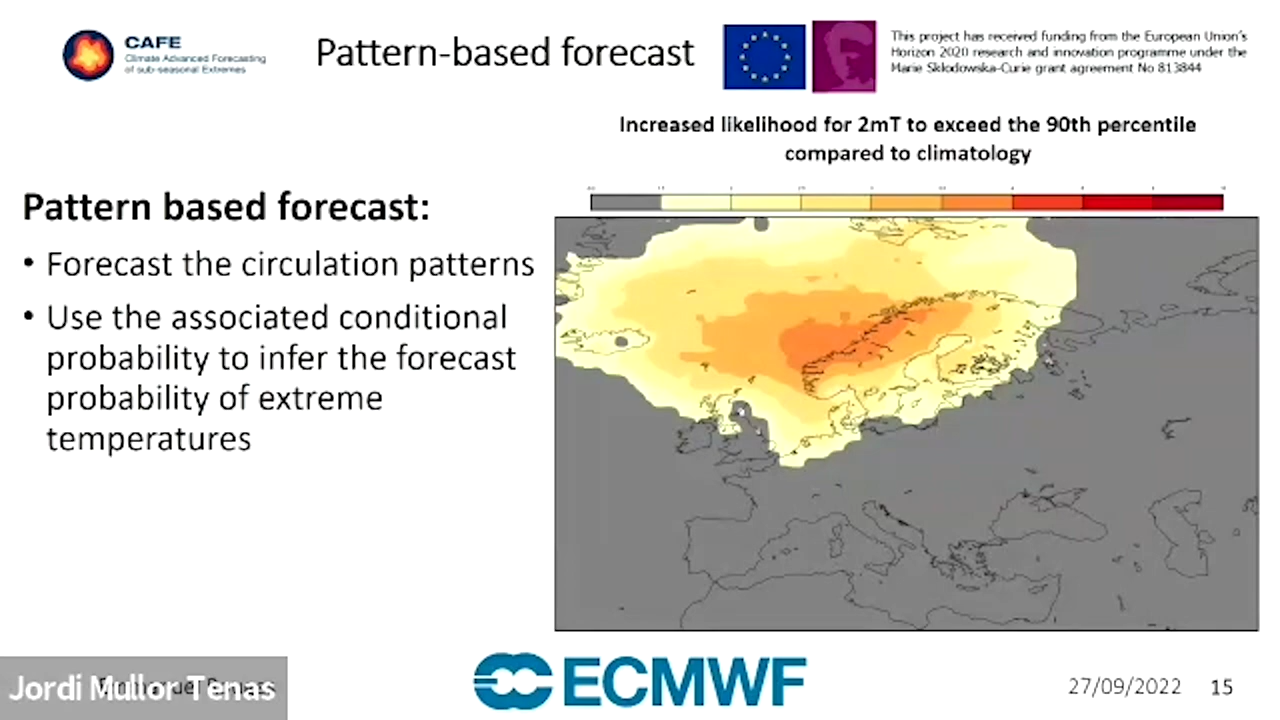 CAFE
Climate Advanced Forecasting
of sub-seasonal Extremes
Pattern-based forecast
This project has received funding from the European Union's
Horizon 2020 research and innovation programme under the
Marie Skłodowska-Curie grant agreement No 813844
Increased likelihood for 2mT to exceed the 90th percentile
compared to climatology
Pattern based forecast:
• Forecast the circulation patterns
• Use the associated conditional
probability to infer the forecast
probability of extreme
temperatures
Jordi Mullor Tenas
ECMWF
27/09/2022
15